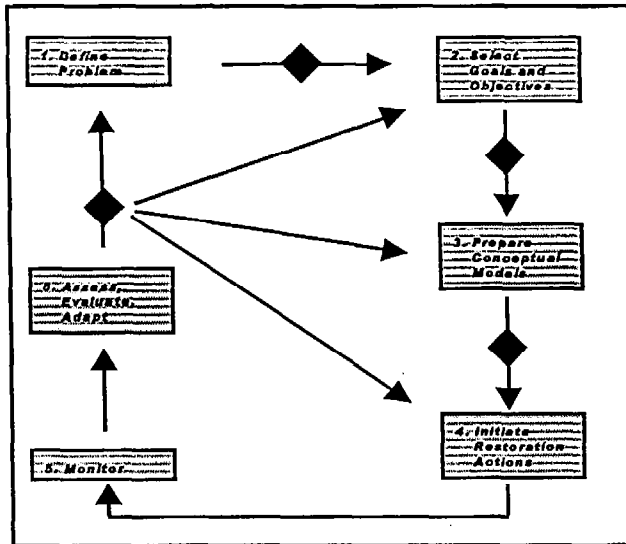 1. Define
Problem
2. Select
Goals and
Objectives
3. Prepare
Conceptual
Models
4. Initiate
Restoration
Actions
5. Monitor
6. Assess,
Evaluate,
Adapt